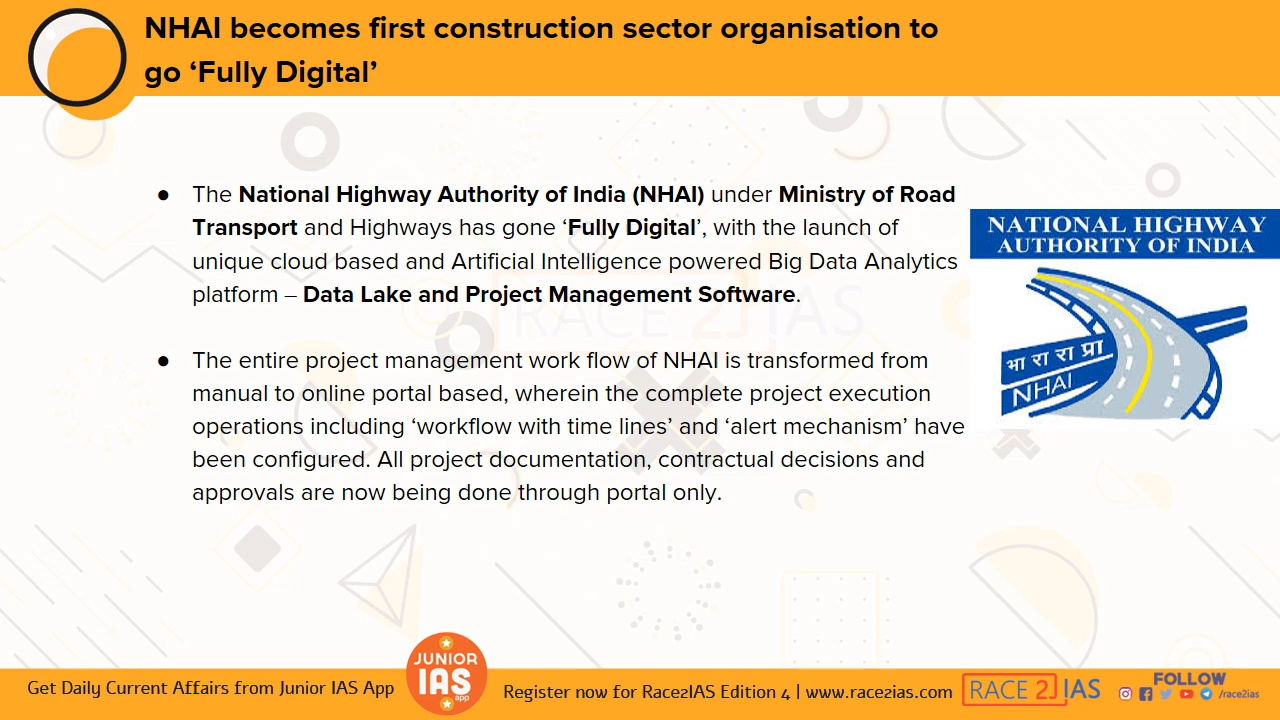 NHAI becomes first construction sector organisation to
go ‘Fully Digital’
● The National Highway Authority of India (NHAI) under Ministry of Road
Transport and Highways has gone ‘Fully Digital’, with the launch of
unique cloud based and Artificial Intelligence powered Big Data Analytics
platform – Data Lake and Project Management Software.
● The entire project management work flow of NHAI is transformed from
manual to online portal based, wherein the complete project execution
operations including ‘workflow with time lines’ and ‘alert mechanism’ have
been configured. All project documentation, contractual decisions and
approvals are now being done through portal only.
NATIONAL HIGHWAY
AUTHORITY OF INDIA
भा रा रा प्रा
NHAI
RACE 2 IAS
Get Daily Current Affairs from Junior IAS App
JUNIOR
IAS
app
Register now for Race2IAS Edition 4 | www.race2ias.com
RACE 2 IAS
FOLLOW
/race2ias